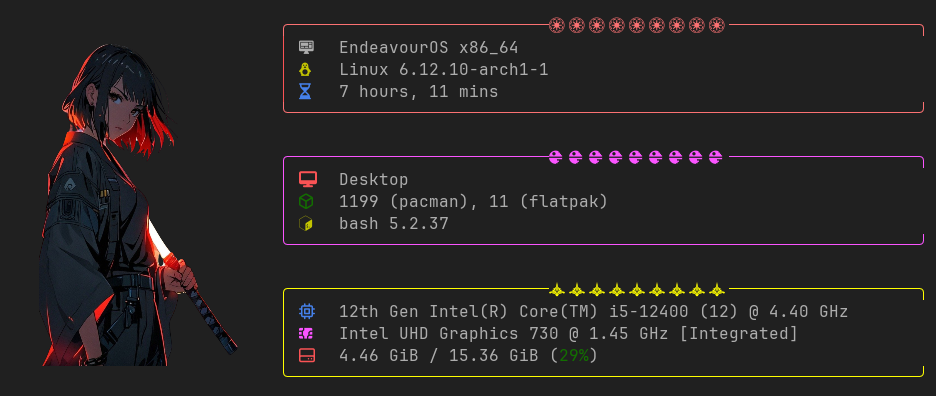 EndeavourOS x86_64
Linux 6.12.10-arch1-1
7 hours, 11 mins
Desktop
1199 (pacman), 11 (flatpak)
bash 5.2.37
12th Gen Intel(R) Core(TM) i5-12400 (12) @ 4.40 GHz
Intel UHD Graphics 730 @ 1.45 GHz [Integrated]
4.46 GiB / 15.36 GiB (29%)